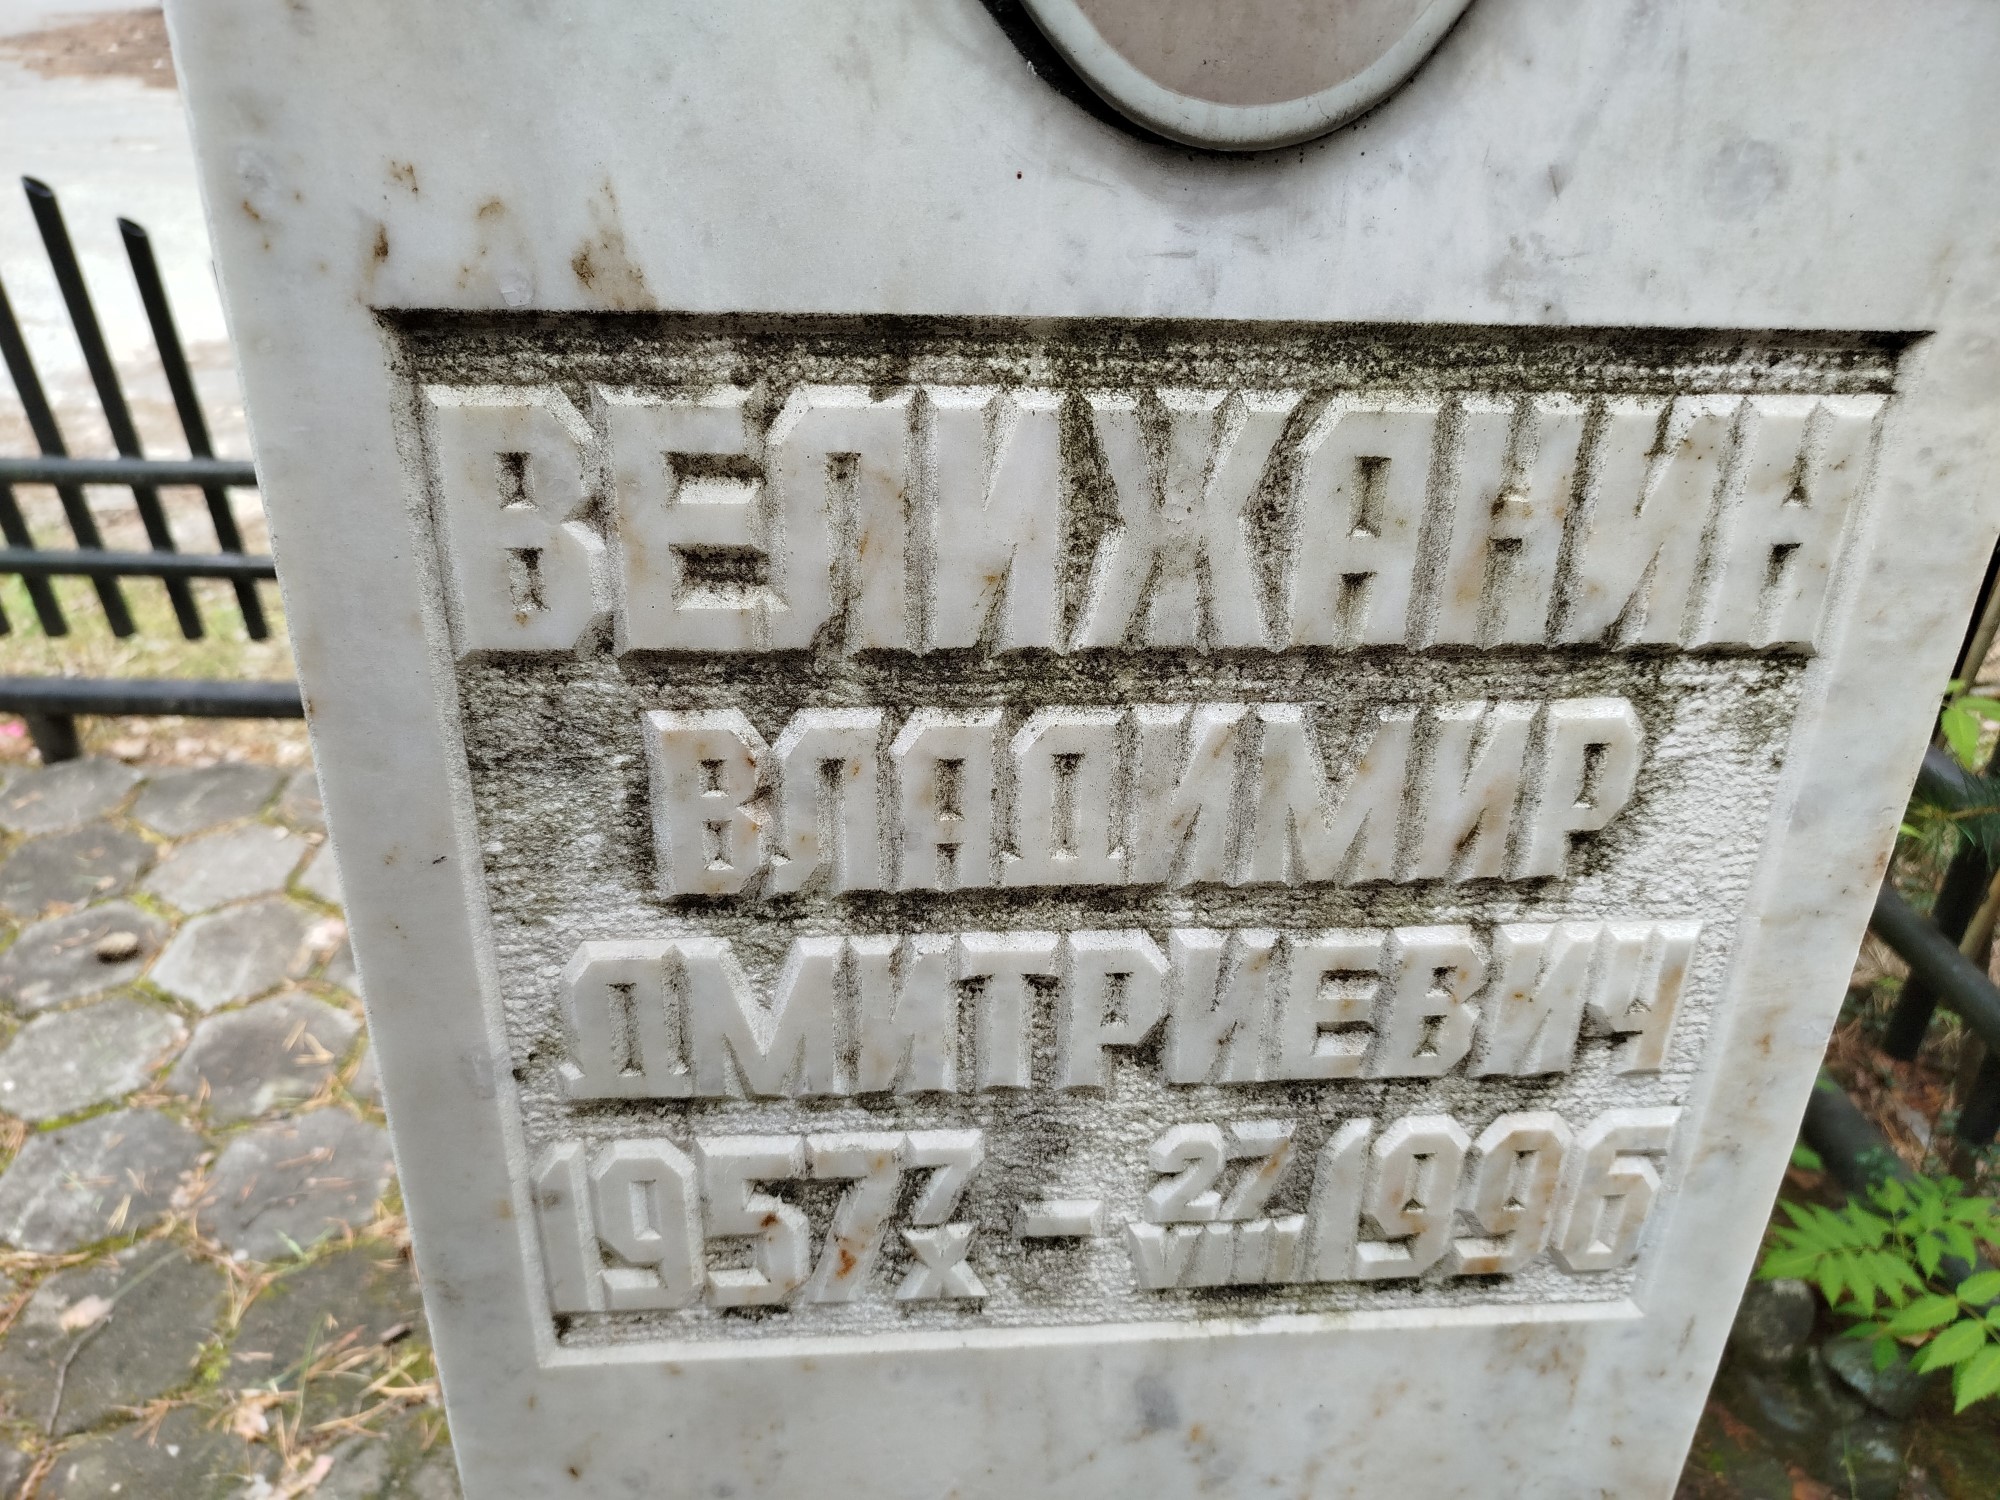 ВЕЛИЖАНИН
ВЛАДИМИР
ДМИТРИЕВИЧ
1957 7/X - 27/VIII 1996